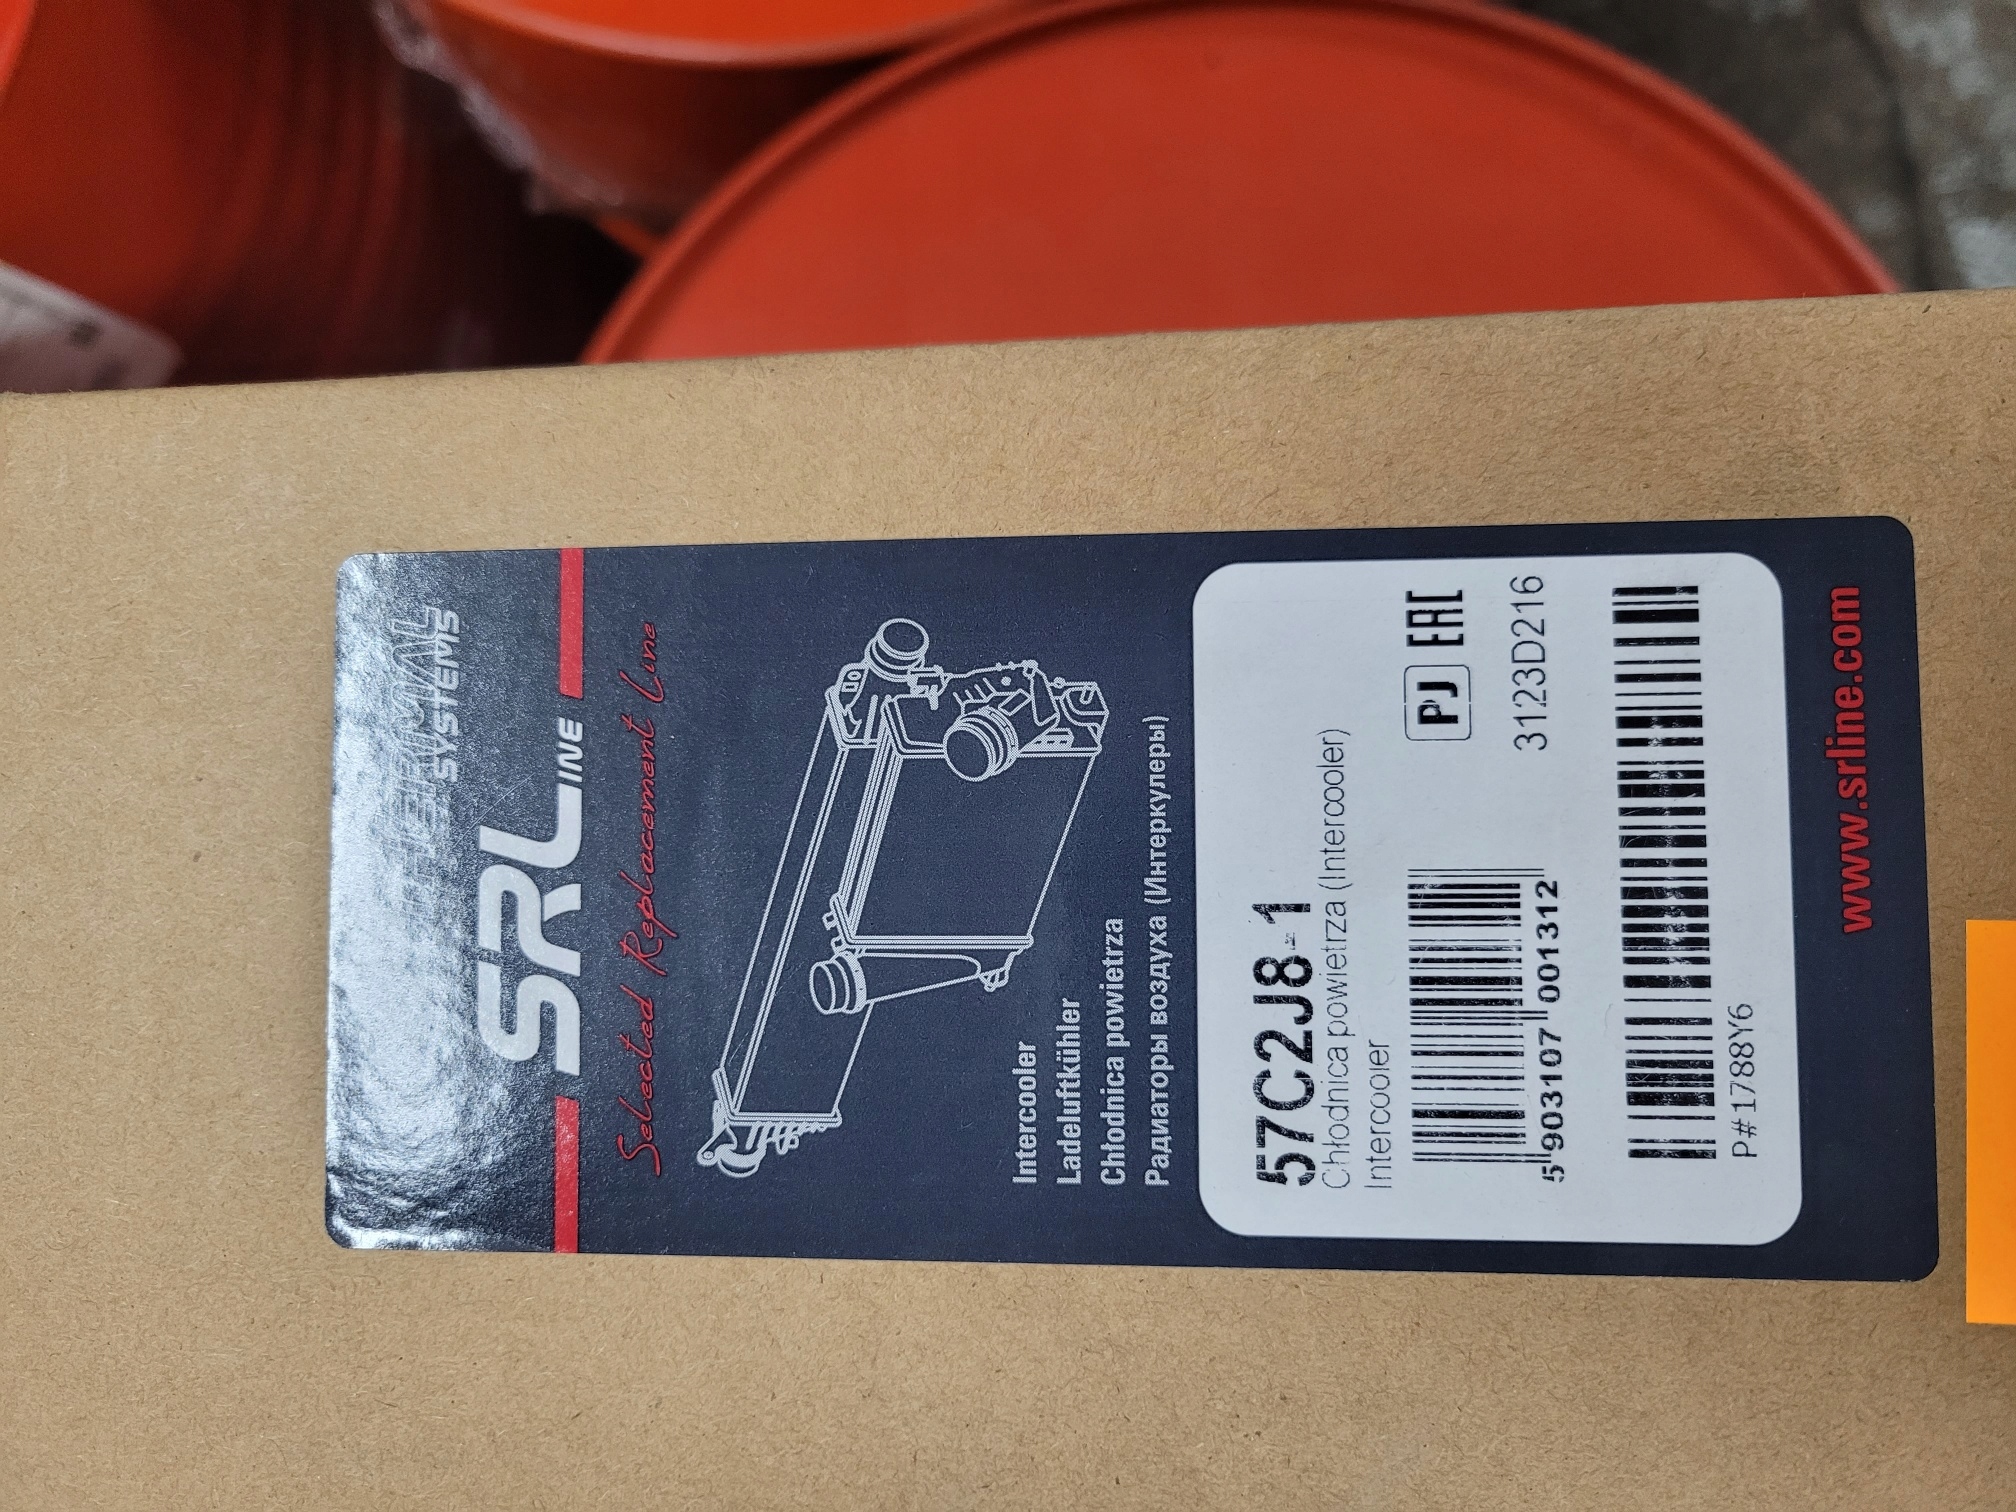 THERMAL
SYSTEMS
SRLINE
Selected Replacement Line
Intercooler
Ladeluftkühler
Chłodnica powietrza
Радиаторы воздуха (Интеркулеры)
57C2J8-1
Chłodnica powietrza (Intercooler)
Intercooler
PJ EAC
5 903107 001312
3123D216
P#1788Y6
www.srline.com